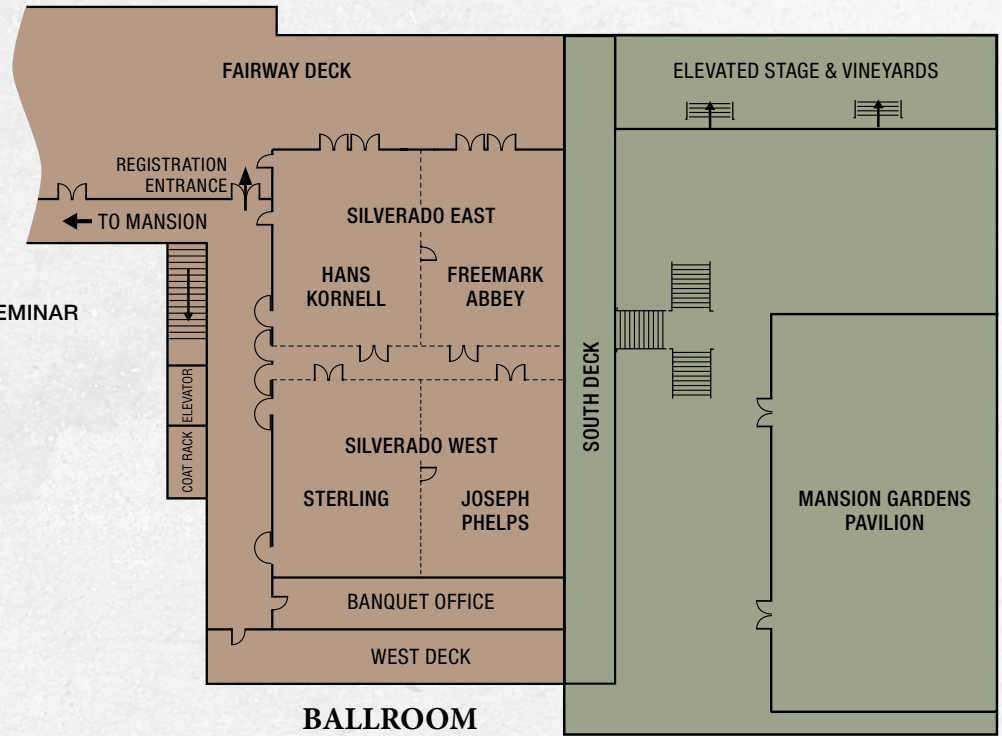 FAIRWAY DECK
ELEVATED STAGE & VINEYARDS
REGISTRATION
ENTRANCE
TO MANSION
SILVERADO EAST
HANS
KORNELL
FREEMARK
ABBEY
EMINAR
ELEVATOR
COAT RACK
SOUTH DECK
SILVERADO WEST
STERLING
JOSEPH
PHELPS
MANSION GARDENS
PAVILION
BANQUET OFFICE
WEST DECK
BALLROOM